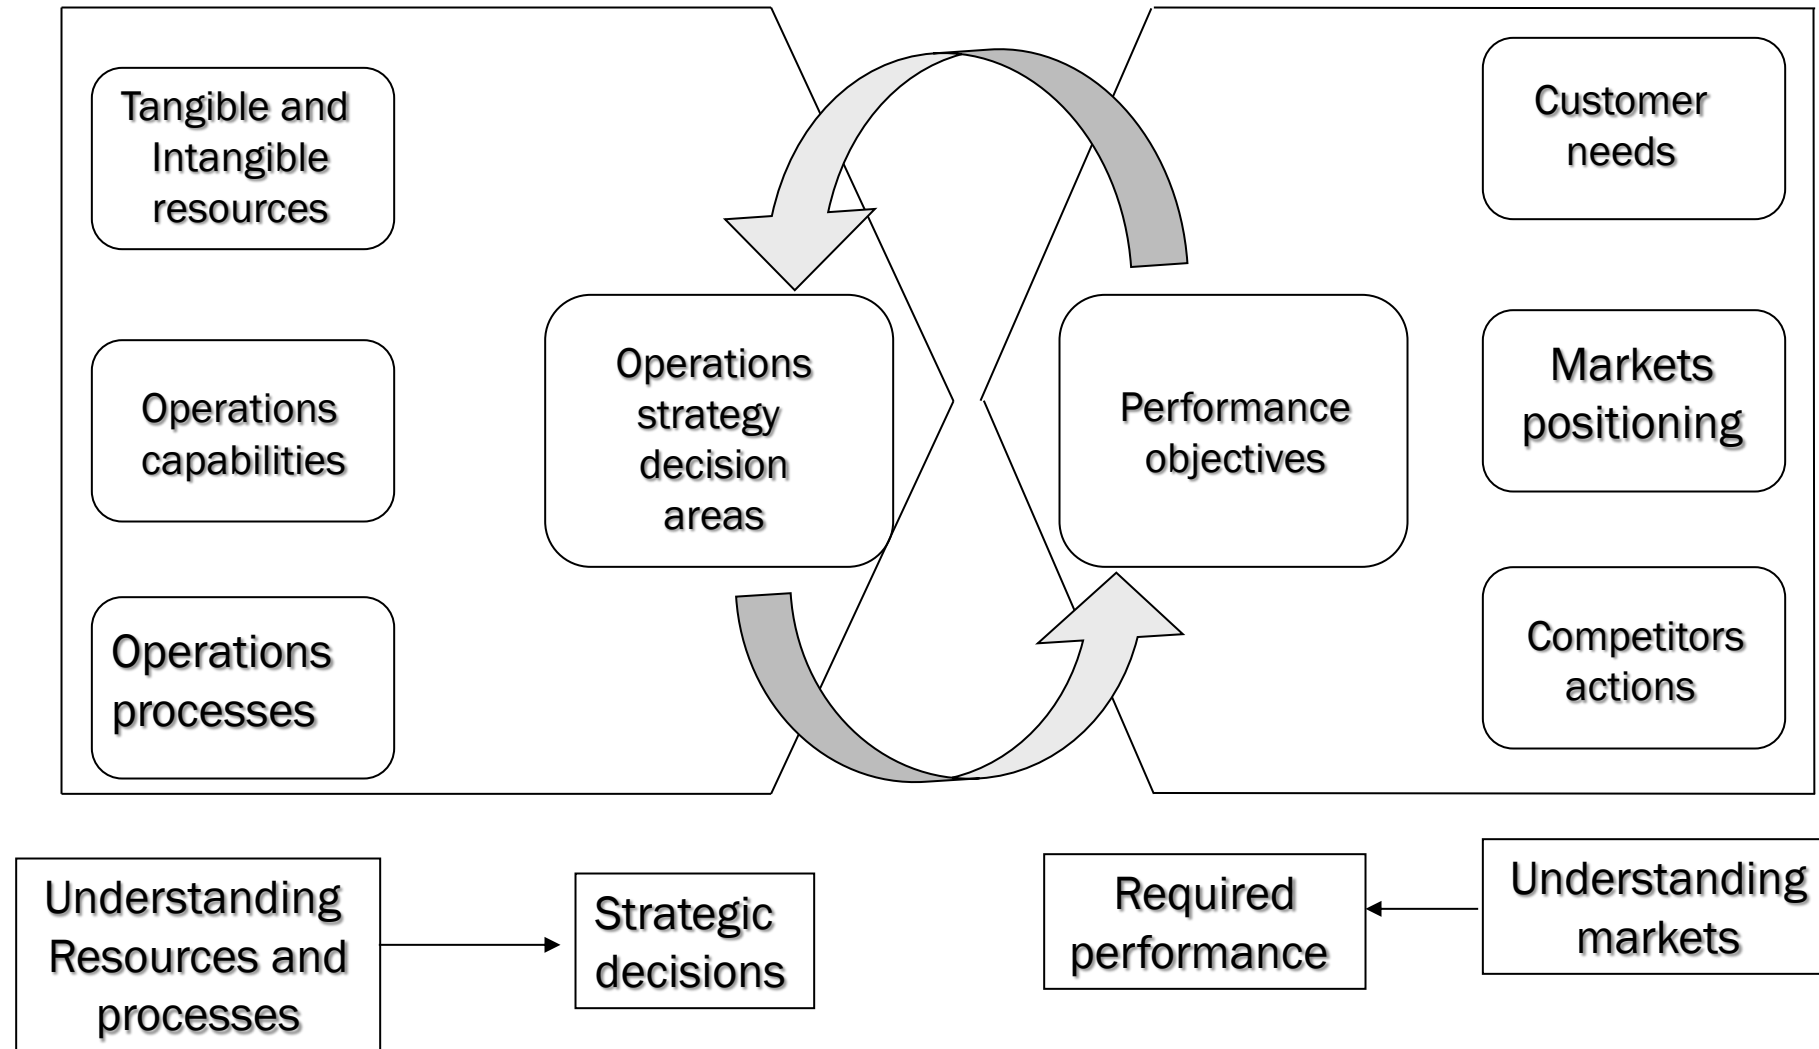 Tangible and
Intangible
resources
Operations
capabilities
Operations
processes
Operations
strategy
decision
areas
Performance
objectives
Customer
needs
Markets
positioning
Competitors
actions
Understanding
Resources and
processes
Strategic
decisions
Required
performance
Understanding
markets